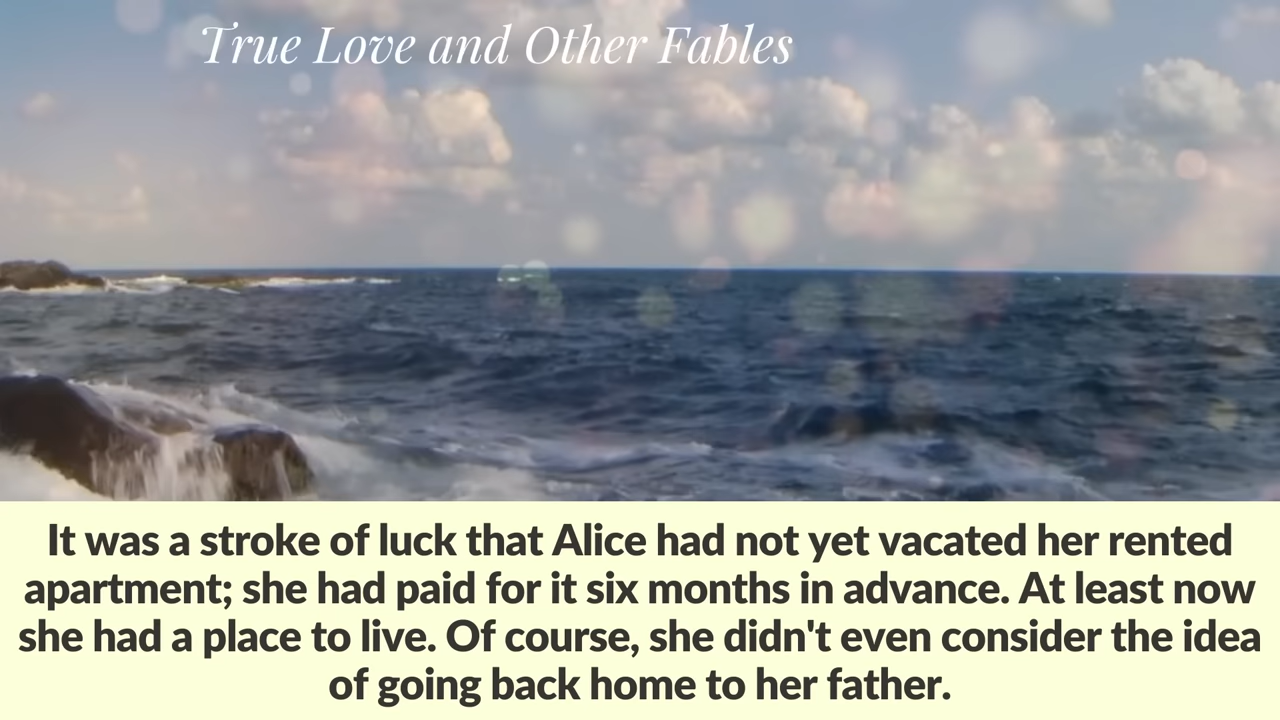 True Love and Other Fables
It was a stroke of luck that Alice had not yet vacated her rented
apartment; she had paid for it six months in advance. At least now
she had a place to live. Of course, she didn't even consider the idea
of going back home to her father.